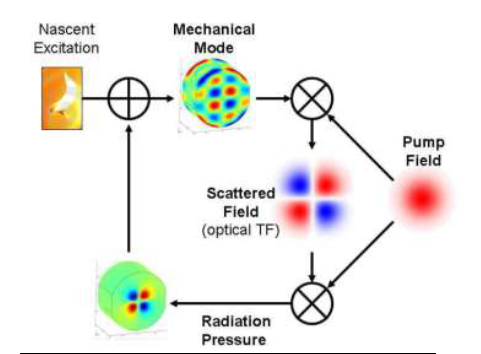 Nascent
Excitation
Mechanical
Mode
Pump
Field
Scattered
Field
(optical TF)
Radiation
Pressure